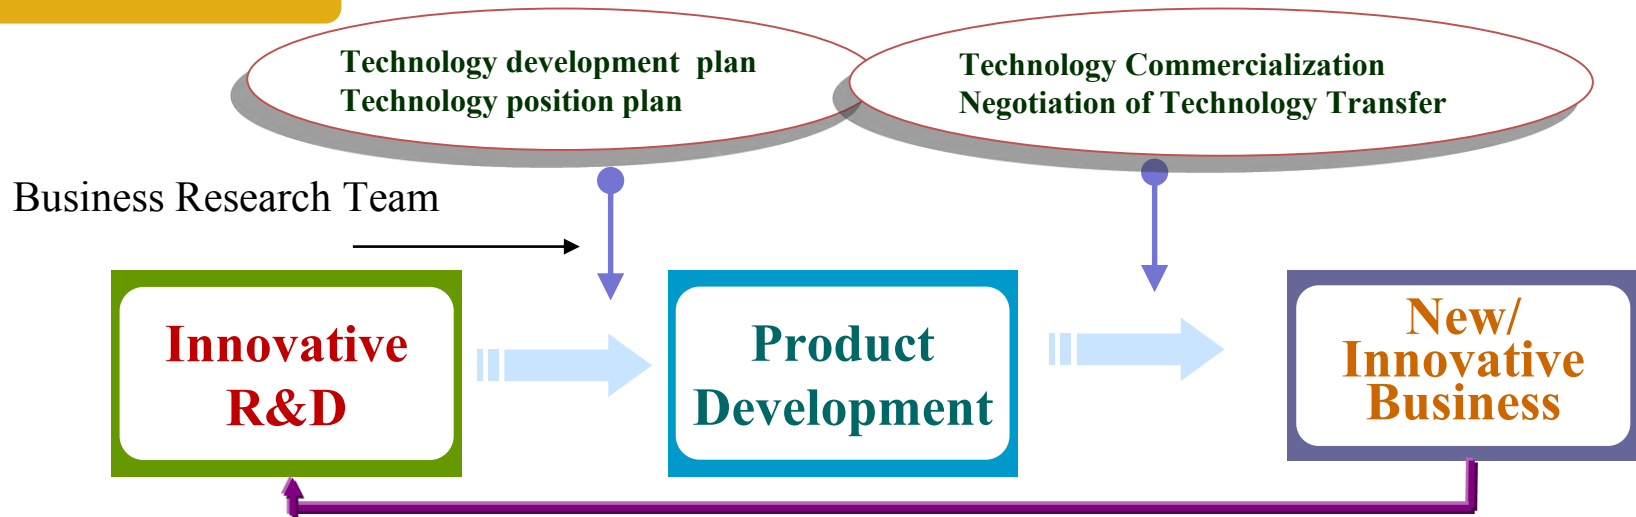 Technology development plan
Technology position plan
Technology Commercialization
Negotiation of Technology Transfer
Business Research Team
Innovative
R&D
Product
Development
New/
Innovative
Business